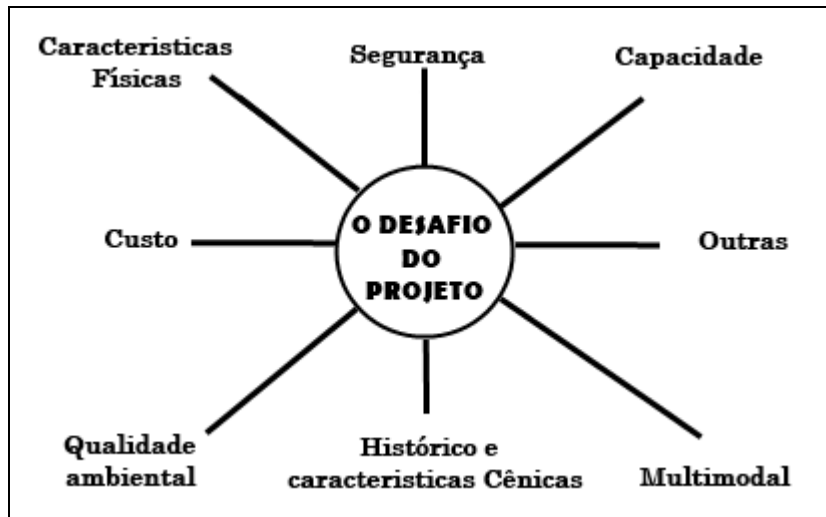 Caracteristicas
Físicas
Segurança
Capacidade
Custo
O DESAFIO
DO
PROJETO
Outras
Qualidade
ambiental
Histórico e
caracteristicas Cênicas
Multimodal